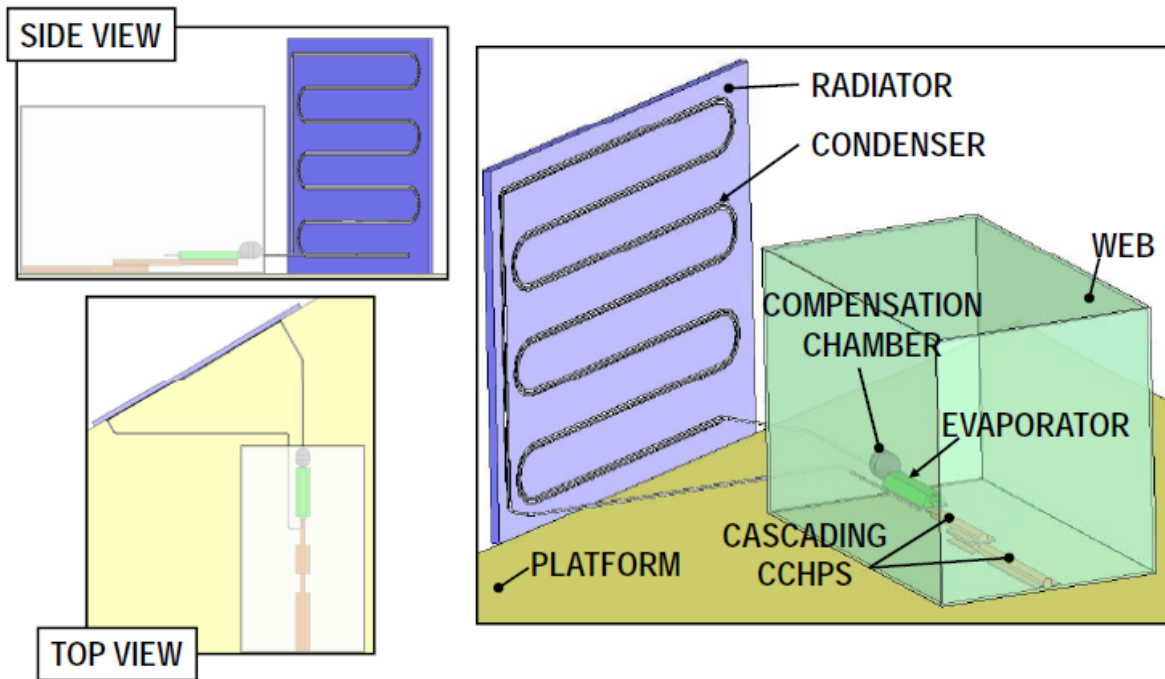 SIDE VIEW
RADIATOR
CONDENSER
WEB
COMPENSATION
CHAMBER
EVAPORATOR
CASCADING
CCHPS
PLATFORM
TOP VIEW